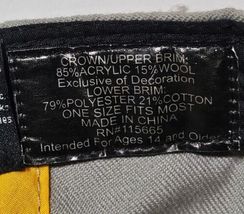 CROWN/UPPER BRIM:
85%ACRYLIC 15%WOOL
Exclusive of Decoration
LOWER BRIM:
79%POLYESTER 21%COTTON
ONE SIZE FITS MOST
MADE IN CHINA
RN#115665
Intended For Ages 14 and Older